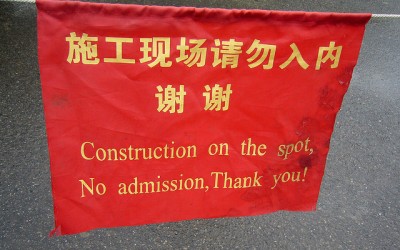 施工现场请勿入内
谢谢
Construction on the spot,
No admission,Thank you!